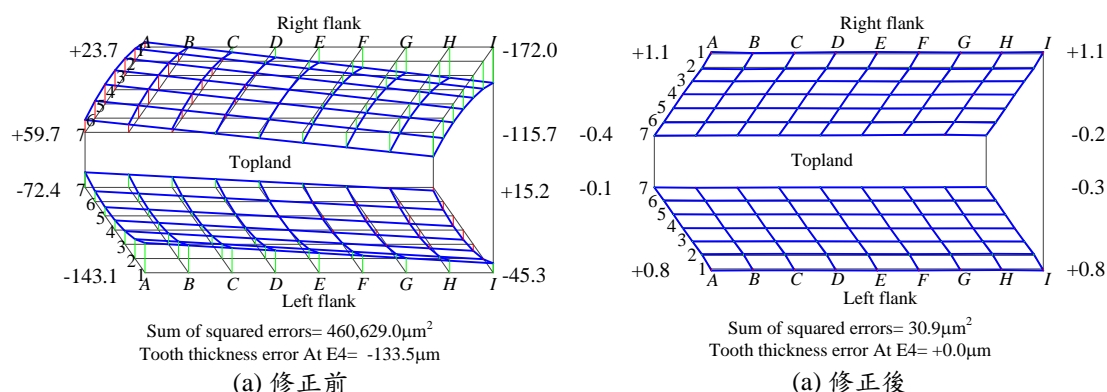 Right flank
A B C D E F G H I
+23.7
-172.0
1
2
3
4
5
6
7
+59.7
-115.7
Topland
-72.4
+15.2
7
6
5
4
3
2
1
-143.1
-45.3
A B C D E F G H I
Left flank
Sum of squared errors= 460,629.0μm²
Tooth thickness error At E4= -133.5μm
(a) 修正前
Right flank
A B C D E F G H I
+1.1
+1.1
1
2
3
4
5
6
7
-0.4
-0.2
Topland
-0.1
-0.3
7
6
5
4
3
2
1
+0.8
+0.8
A B C D E F G H I
Left flank
Sum of squared errors= 30.9μm²
Tooth thickness error At E4= +0.0μm
(a) 修正後